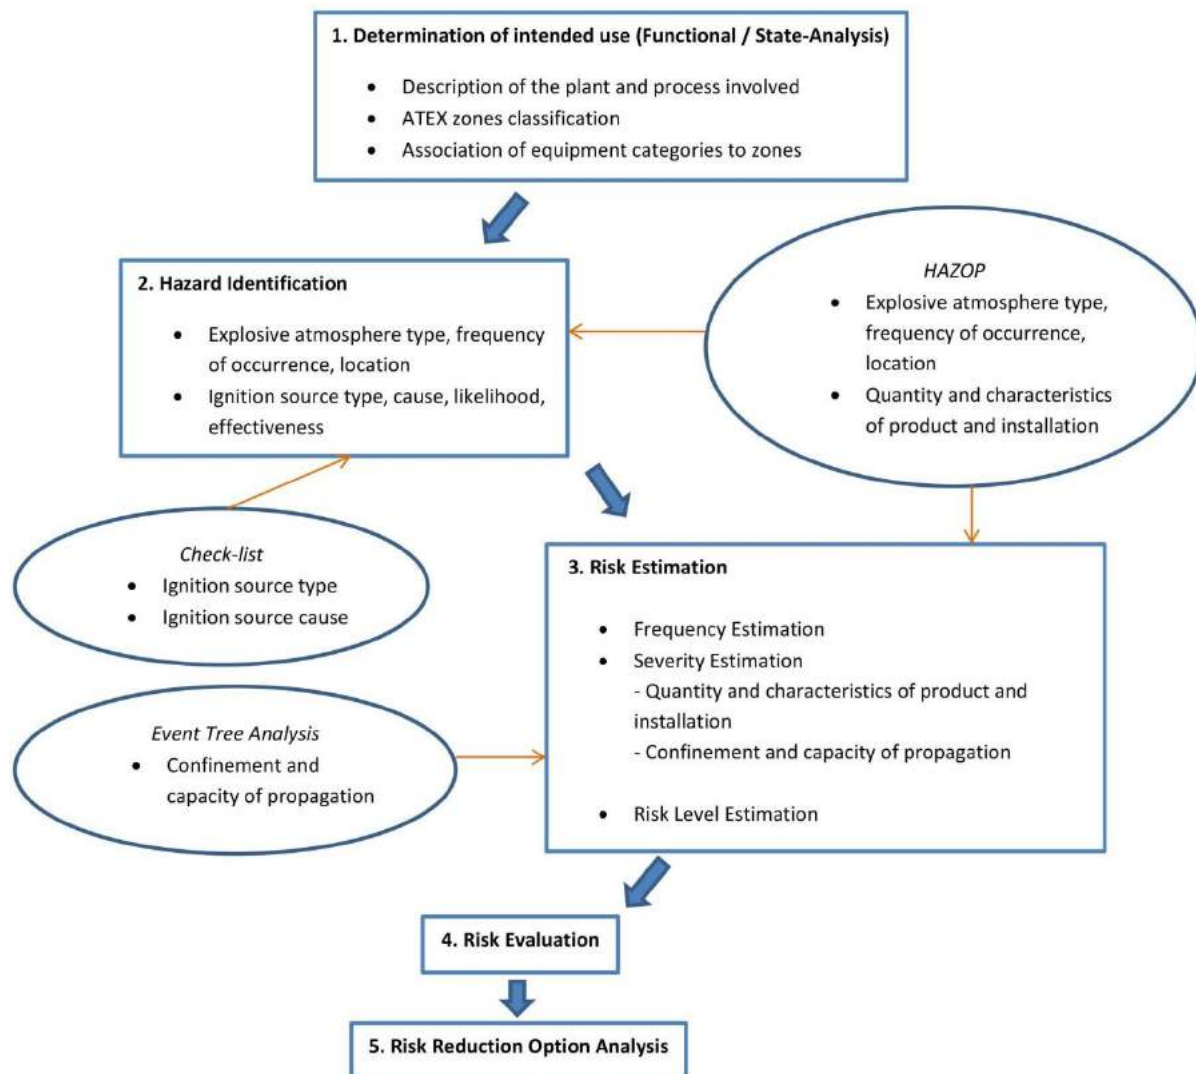 1. Determination of intended use (Functional / State-Analysis)
• Description of the plant and process involved
• ATEX zones classification
• Association of equipment categories to zones
HAZOP
• Explosive atmosphere type,
frequency of occurrence,
location
• Quantity and characteristics
of product and installation
2. Hazard Identification
• Explosive atmosphere type, frequency
of occurrence, location
• Ignition source type, cause, likelihood,
effectiveness
Check-list
• Ignition source type
• Ignition source cause
3. Risk Estimation
• Frequency Estimation
• Severity Estimation
- Quantity and characteristics of product and
installation
- Confinement and capacity of propagation
• Risk Level Estimation
Event Tree Analysis
• Confinement and
capacity of propagation
4. Risk Evaluation
5. Risk Reduction Option Analysis